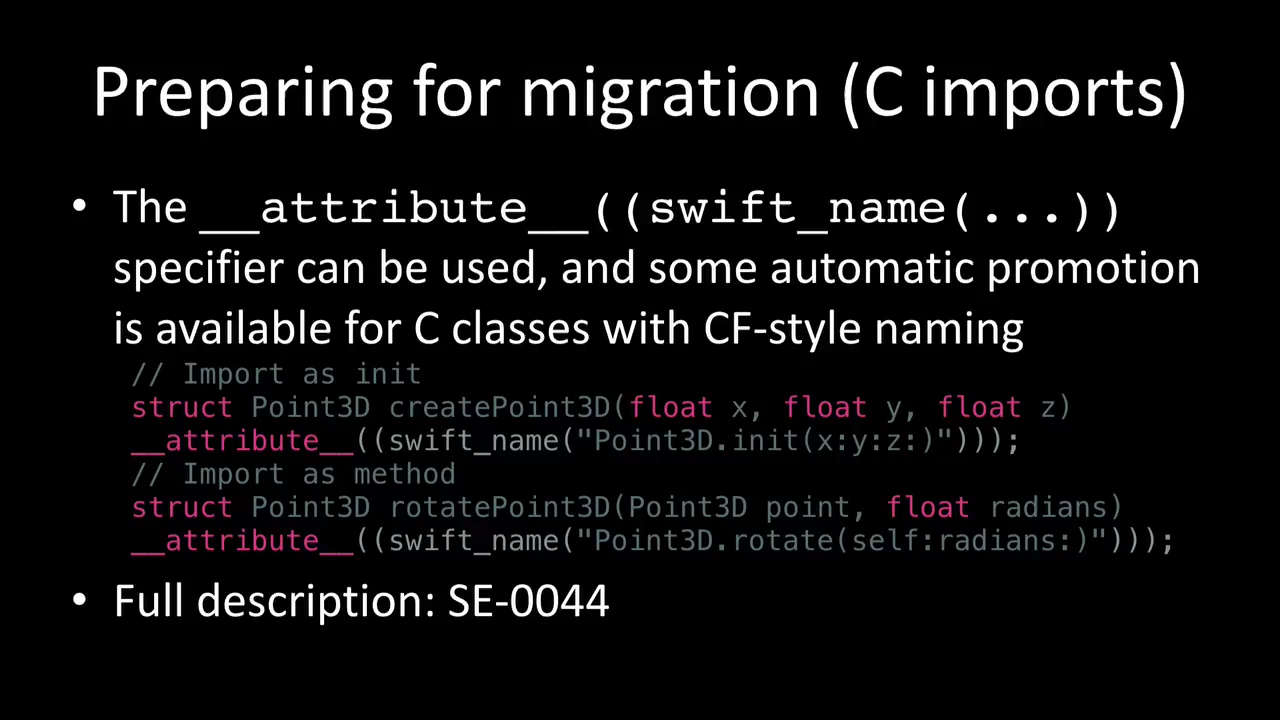 Preparing for migration (C imports)
• The __attribute__((swift_name(...))
specifier can be used, and some automatic promotion
is available for C classes with CF-style naming
// Import as init
struct Point3D createPoint3D(float x, float y, float z)
__attribute__((swift_name("Point3D.init(x:y:z:)")));
// Import as method
struct Point3D rotatePoint3D(Point3D point, float radians)
__attribute__((swift_name("Point3D.rotate(self:radians:)")));
• Full description: SE-0044